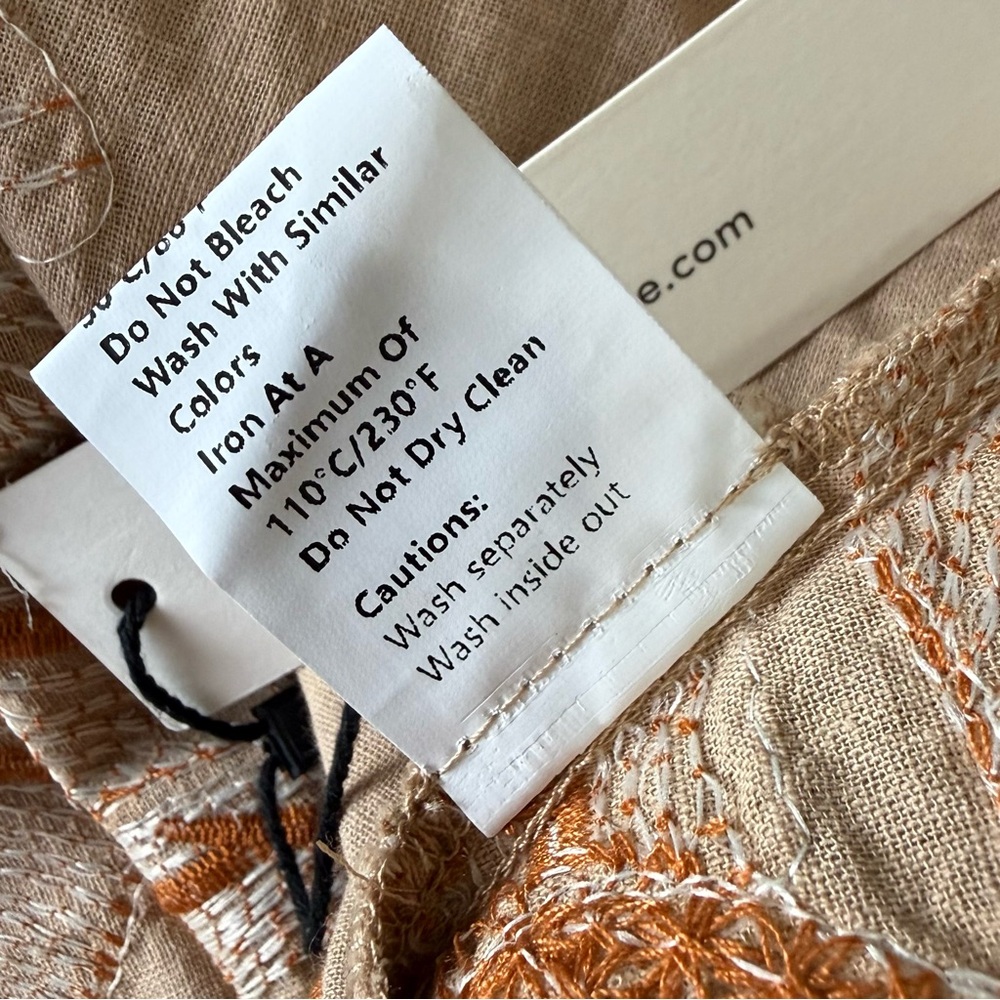 Do Not Bleach
Wash With Similar
Colors
Iron At A
Maximum Of
110°C/230°F
Do Not Dry Clean
Cautions:
Wash separately
Wash inside out
e.com